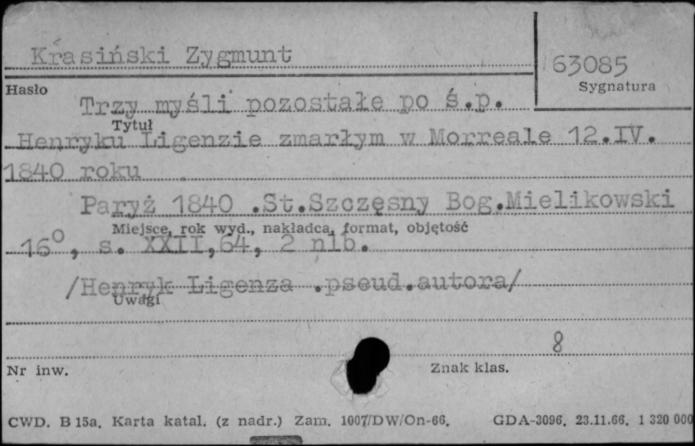 Krasiński Zygmunt
63085
Hasło
Sygnatura
Trzy myśli pozostałe po ś.p.
Tytuł
Henryku Ligenzie zmarłym w Morreale 12.IV.
1840 roku
Paryż 1840 .St.Szczęsny Bog.Mielikowski
Miejsce, rok wyd., nakładca, format, objętość
16°, s. XXII,64, 2 nlb.
/Henryk Ligenza .pseud.autora/
Uwagi
8
Nr inw.
Znak klas.
CWD. B 15a. Karta katal. (z nadr.) Zam. 1007/DW/On-66. GDA-3096. 23.11.66. 1 320 000